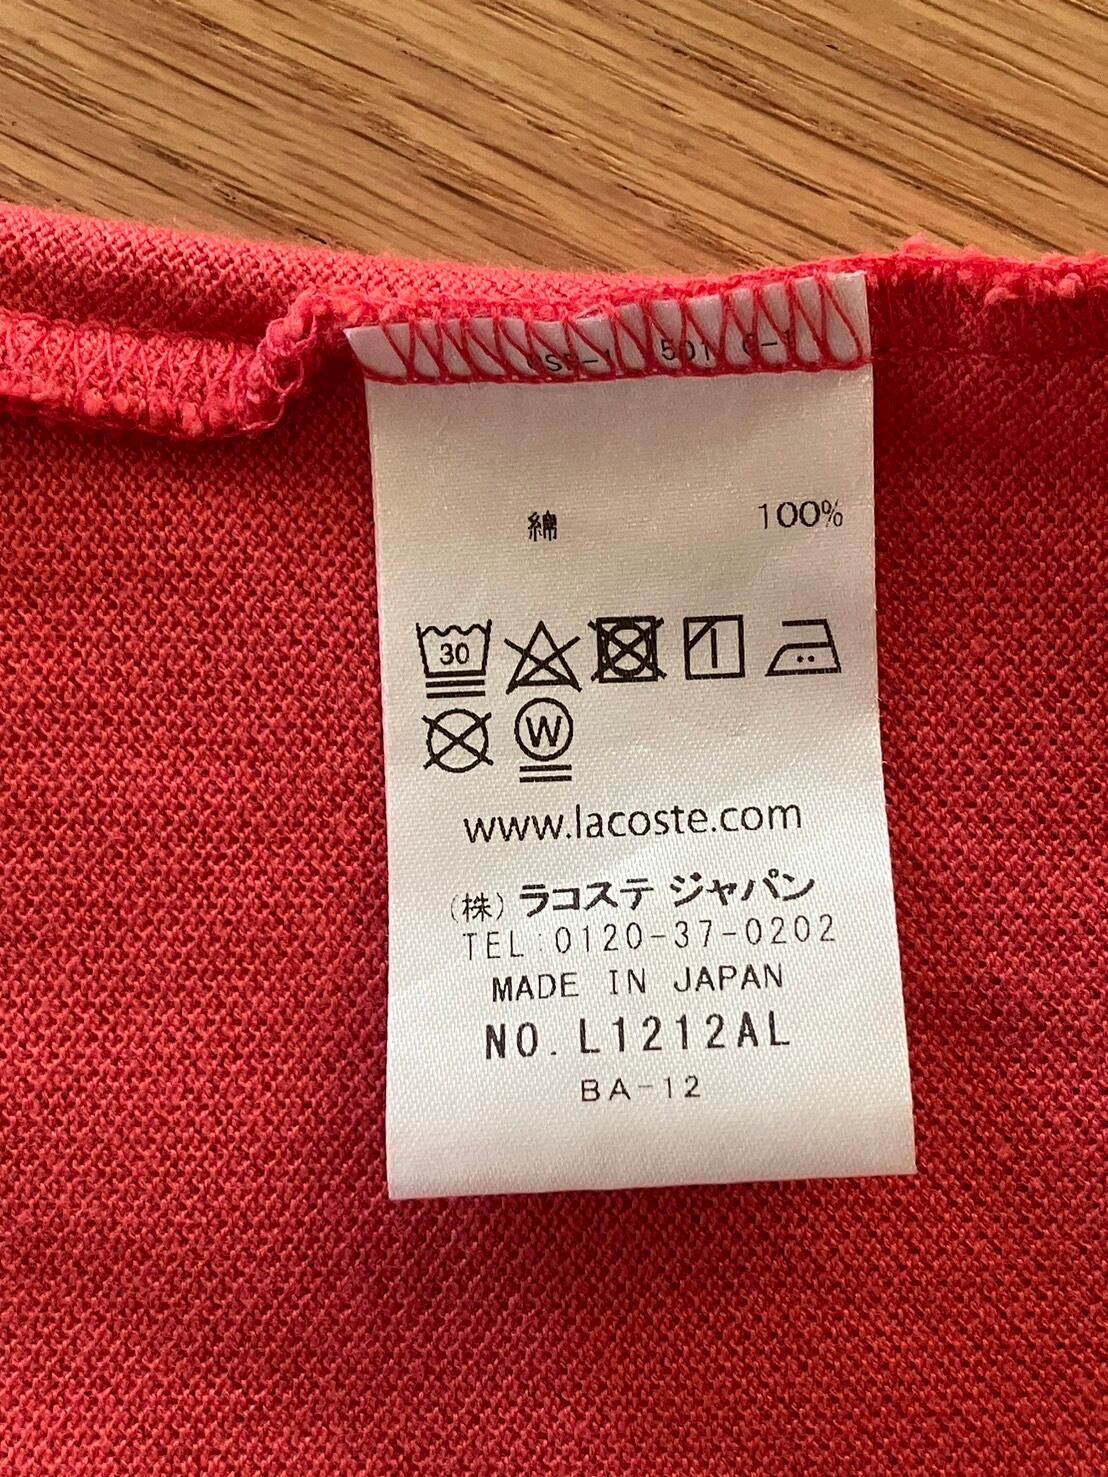 綿 100%
30
W
www.lacoste.com
(株) ラコステ ジャパン
TEL:0120-37-0202
MADE IN JAPAN
NO. L1212AL
BA-12